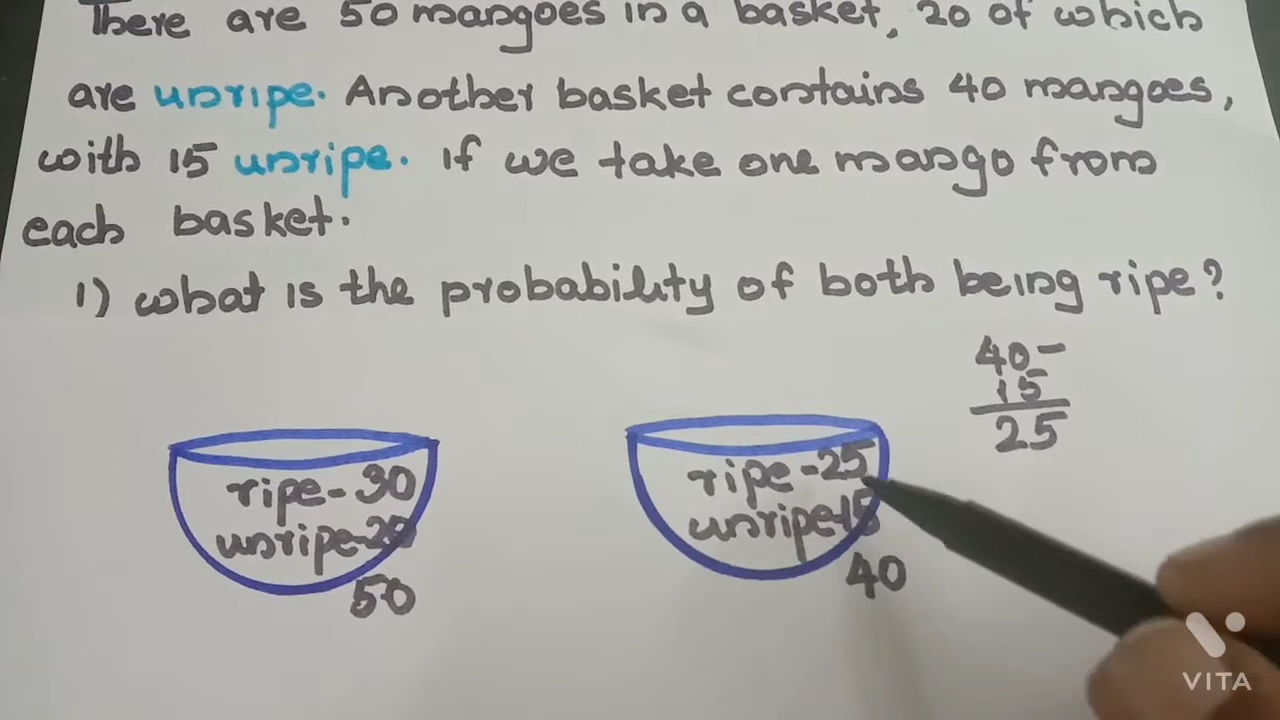 There are 50 mangoes in a basket, 20 of which
are unripe. Another basket contains 40 mangoes,
with 15 unripe. If we take one mango from
each basket.
1) what is the probability of both being ripe?
40-
15
25
ripe-30
unripe-20
50
ripe-25
unripe-15
40
VITA